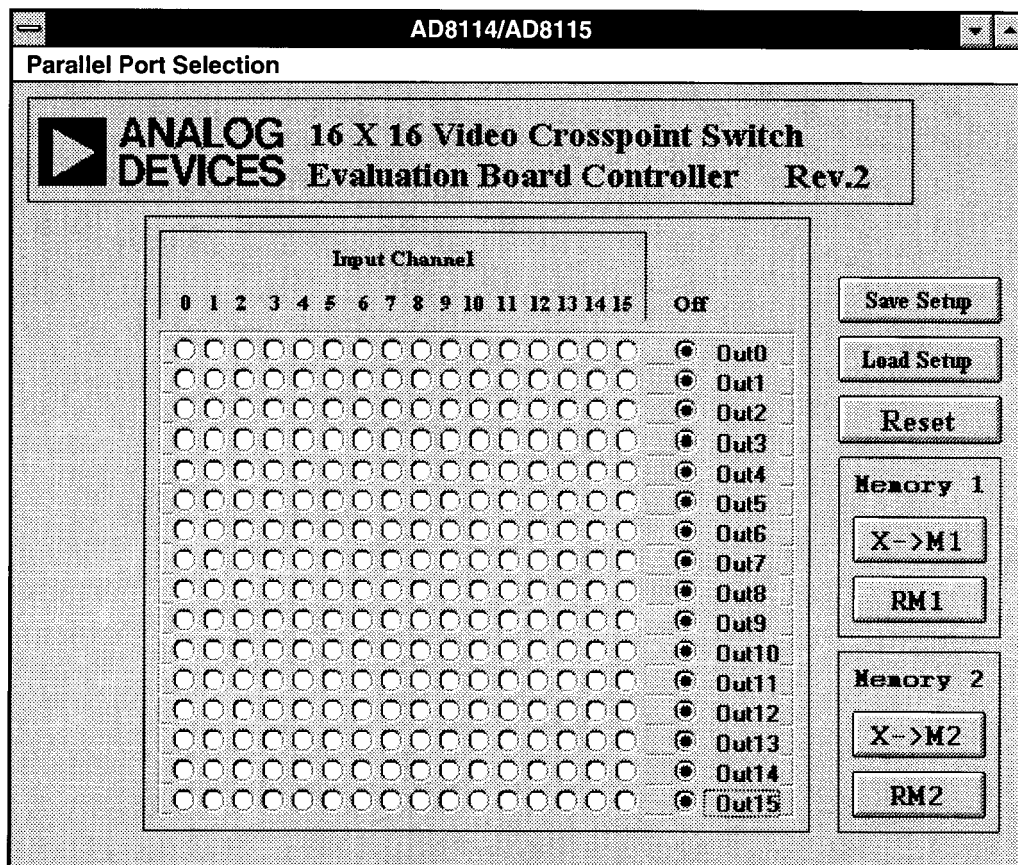 AD8114/AD8115
Parallel Port Selection
ANALOG DEVICES
16 X 16 Video Crosspoint Switch
Evaluation Board Controller Rev.2
Input Channel
0 1 2 3 4 5 6 7 8 9 10 11 12 13 14 15 Off
Out0
Out1
Out2
Out3
Out4
Out5
Out6
Out7
Out8
Out9
Out10
Out11
Out12
Out13
Out14
Out15
Save Setup
Load Setup
Reset
Memory 1
X->M1
RM1
Memory 2
X->M2
RM2